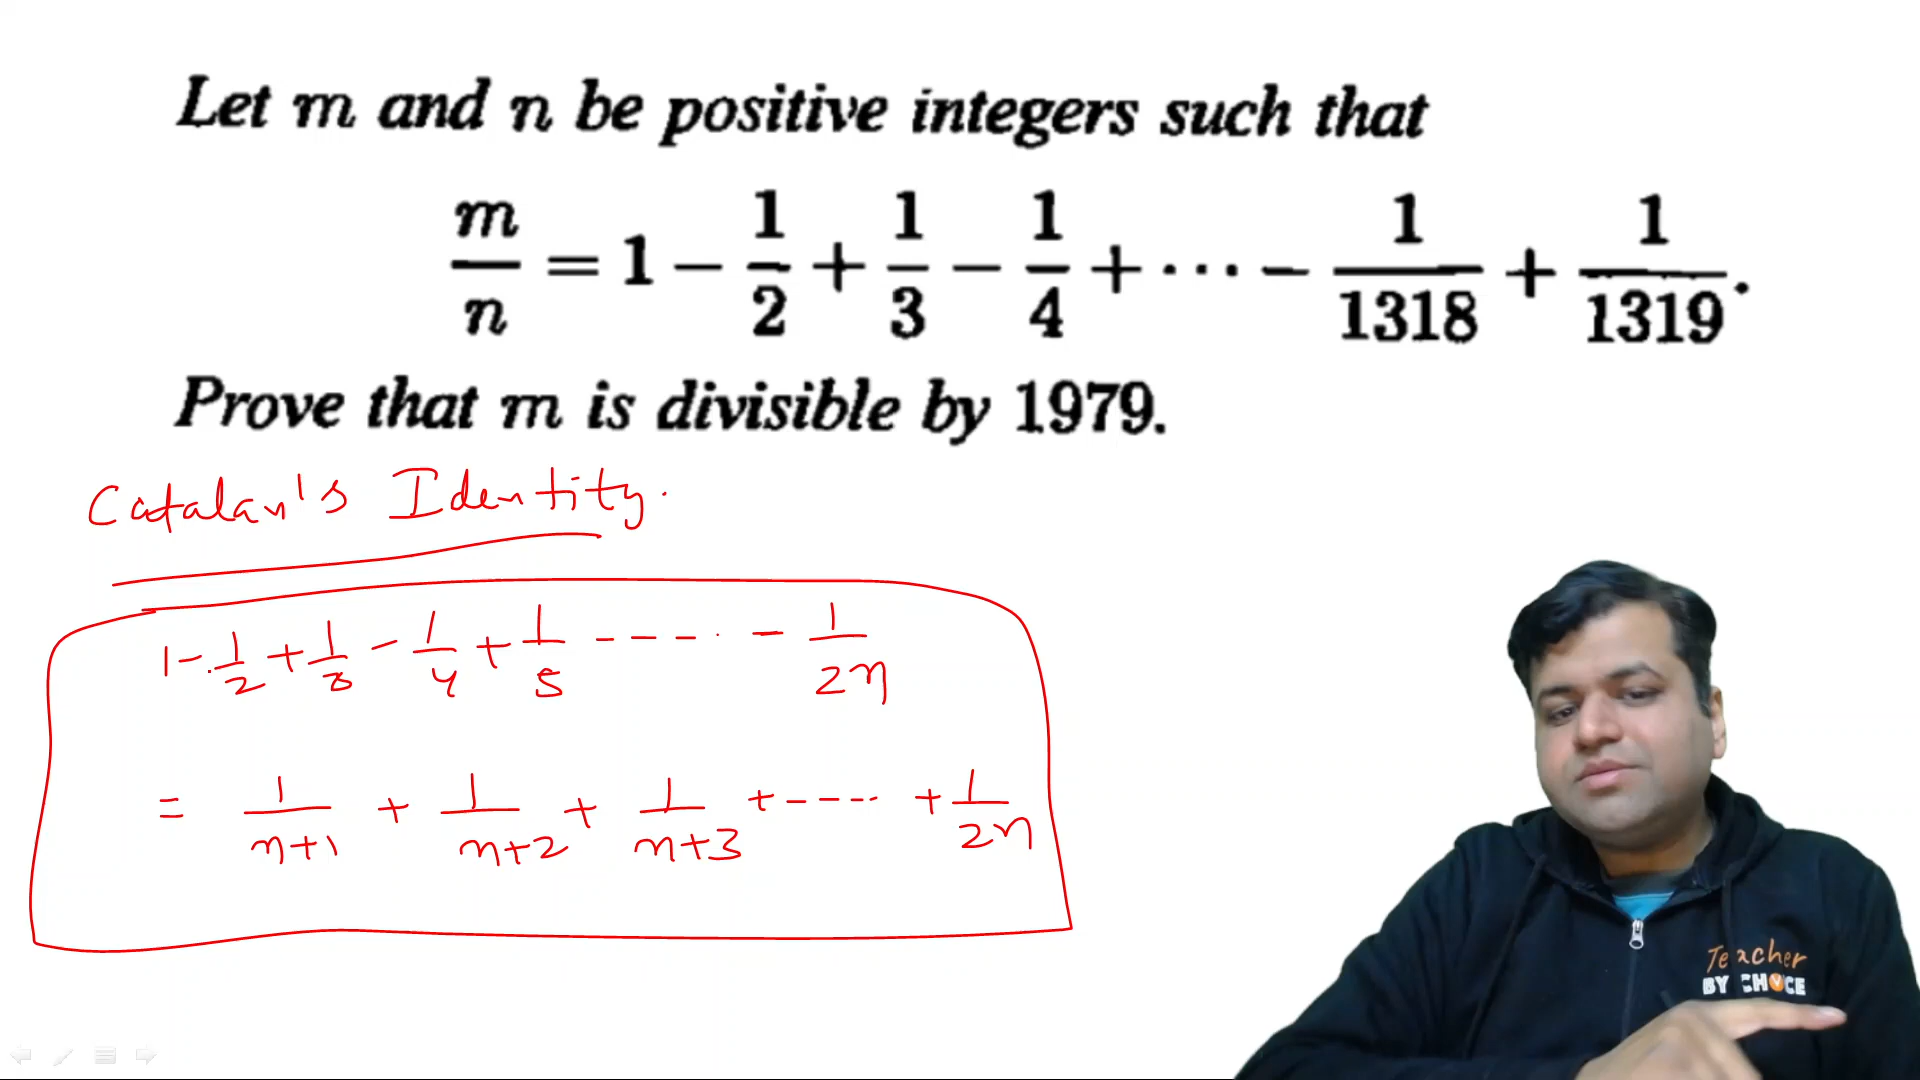 Let m and n be positive integers such that
m/n = 1 - 1/2 + 1/3 - 1/4 + ··· - 1/1318 + 1/1319.
Prove that m is divisible by 1979.
Catalan's Identity.
1 - 1/2 + 1/3 - 1/4 + 1/5 ----- - 1/2n
= 1/n+1 + 1/n+2 + 1/n+3 + ---- + 1/2n
Teacher
BY CHOICE